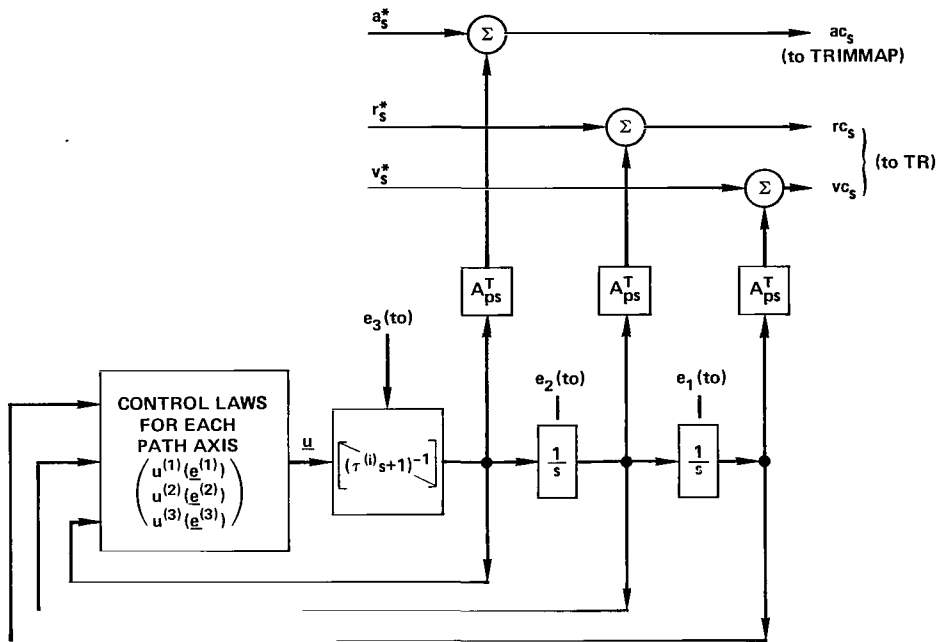 a*ₛ
Σ
acₛ
(to TRIMMAP)
r*ₛ
Σ
rcₛ
(to TR)
v*ₛ
Σ
vcₛ
Aᵀₚₛ
Aᵀₚₛ
Aᵀₚₛ
e₃(to)
e₂(to)
e₁(to)
CONTROL LAWS
FOR EACH
PATH AXIS
u⁽¹⁾(e⁽¹⁾)
u⁽²⁾(e⁽²⁾)
u⁽³⁾(e⁽³⁾)
u
[(τ⁽ⁱ⁾s+1)⁻¹]
1/s
1/s